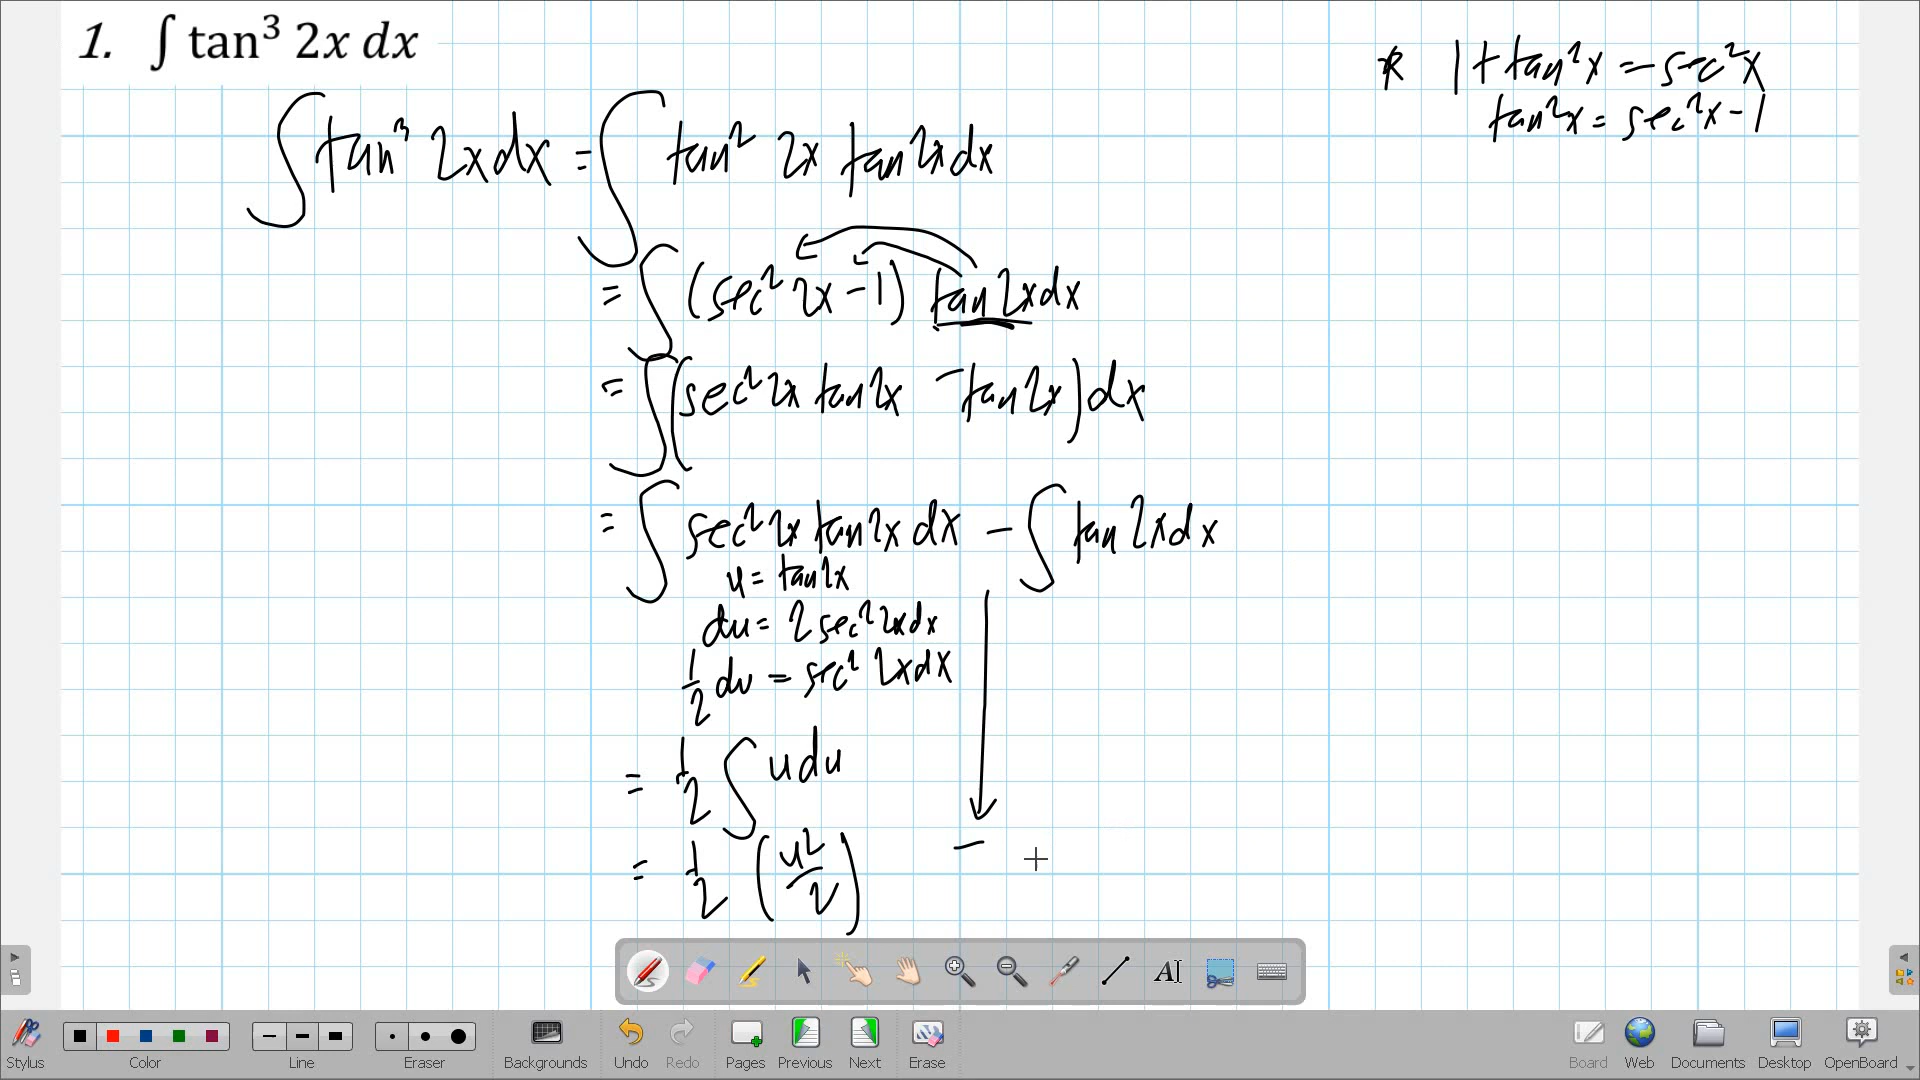 1. ∫ tan³ 2x dx
* 1 + tan²x = sec²x
tan²x = sec²x - 1
∫ tan³ 2x dx = ∫ tan² 2x tan 2x dx
= ∫ (sec² 2x - 1) tan 2x dx
= ∫ (sec² 2x tan 2x - tan 2x) dx
= ∫ sec² 2x tan 2x dx - ∫ tan 2x dx
u = tan 2x
du = 2 sec² 2x dx
1/2 du = sec² 2x dx
= 1/2 ∫ u du
= 1/2 (u²/2) -
Stylus Color Line Eraser Backgrounds Undo Redo Pages Previous Next Erase Board Web Documents Desktop OpenBoard